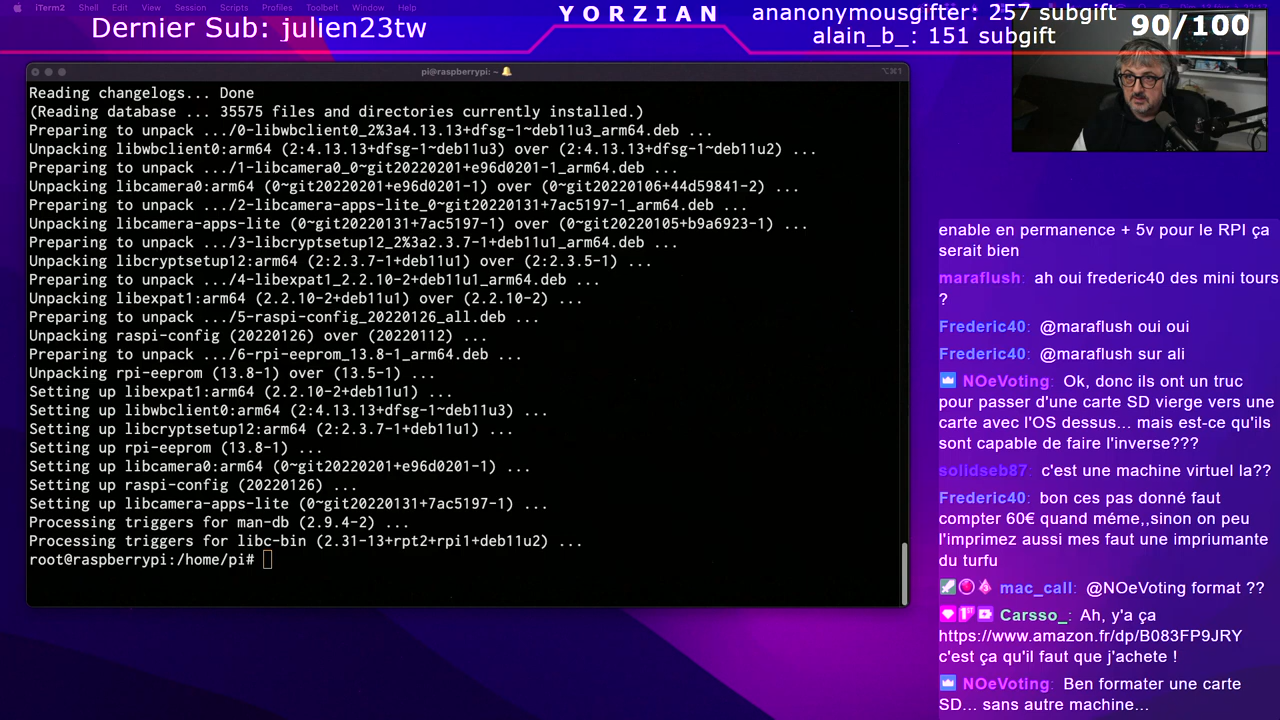 iTerm2 Shell Edit View Session Scripts Profiles Toolbelt Window Help
Dernier Sub: julien23tw
YORZIAN
ananonymousgifter: 257 subgift
alain_b_: 151 subgift
90/100
pi@raspberrypi: ~ 🔔
⌥⌘1
Reading changelogs... Done
(Reading database ... 35575 files and directories currently installed.)
Preparing to unpack .../0-libwbclient0_2%3a4.13.13+dfsg-1~deb11u3_arm64.deb ...
Unpacking libwbclient0:arm64 (2:4.13.13+dfsg-1~deb11u3) over (2:4.13.13+dfsg-1~deb11u2) ...
Preparing to unpack .../1-libcamera0_0~git20220201+e96d0201-1_arm64.deb ...
Unpacking libcamera0:arm64 (0~git20220201+e96d0201-1) over (0~git20220106+44d59841-2) ...
Preparing to unpack .../2-libcamera-apps-lite_0~git20220131+7ac5197-1_arm64.deb ...
Unpacking libcamera-apps-lite (0~git20220131+7ac5197-1) over (0~git20220105+b9a6923-1) ...
Preparing to unpack .../3-libcryptsetup12_2%3a2.3.7-1+deb11u1_arm64.deb ...
Unpacking libcryptsetup12:arm64 (2:2.3.7-1+deb11u1) over (2:2.3.5-1) ...
Preparing to unpack .../4-libexpat1_2.2.10-2+deb11u1_arm64.deb ...
Unpacking libexpat1:arm64 (2.2.10-2+deb11u1) over (2.2.10-2) ...
Preparing to unpack .../5-raspi-config_20220126_all.deb ...
Unpacking raspi-config (20220126) over (20220112) ...
Preparing to unpack .../6-rpi-eeprom_13.8-1_arm64.deb ...
Unpacking rpi-eeprom (13.8-1) over (13.5-1) ...
Setting up libexpat1:arm64 (2.2.10-2+deb11u1) ...
Setting up libwbclient0:arm64 (2:4.13.13+dfsg-1~deb11u3) ...
Setting up libcryptsetup12:arm64 (2:2.3.7-1+deb11u1) ...
Setting up rpi-eeprom (13.8-1) ...
Setting up libcamera0:arm64 (0~git20220201+e96d0201-1) ...
Setting up raspi-config (20220126) ...
Setting up libcamera-apps-lite (0~git20220131+7ac5197-1) ...
Processing triggers for man-db (2.9.4-2) ...
Processing triggers for libc-bin (2.31-13+rpt2+rpi1+deb11u2) ...
root@raspberrypi:/home/pi#
enable en permanence + 5v pour le RPI ça
serait bien
maraflush: ah oui frederic40 des mini tours
?
Frederic40: @maraflush oui oui
Frederic40: @maraflush sur ali
NOeVoting: Ok, donc ils ont un truc
pour passer d'une carte SD vierge vers une
carte avec l'OS dessus... mais est-ce qu'ils
sont capable de faire l'inverse???
solidseb87: c'est une machine virtuel la??
Frederic40: bon ces pas donné faut
compter 60€ quand méme,,sinon on peu
l'imprimez aussi mes faut une impriumante
du turfu
mac_call: @NOeVoting format ??
Carsso_: Ah, y'a ça
https://www.amazon.fr/dp/B083FP9JRY
c'est ça qu'il faut que j'achete !
NOeVoting: Ben formater une carte
SD... sans autre machine...